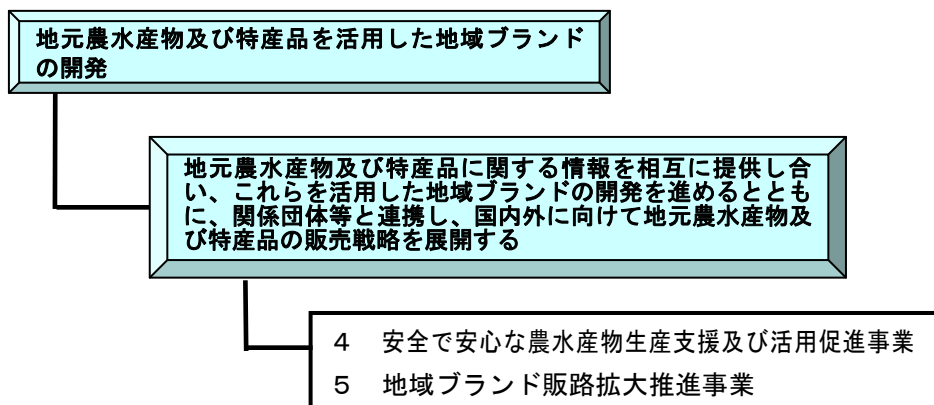 地元農水産物及び特産品を活用した地域ブランド
の開発
地元農水産物及び特産品に関する情報を相互に提供し合
い、これらを活用した地域ブランドの開発を進めるととも
に、関係団体等と連携し、国内外に向けて地元農水産物及
び特産品の販売戦略を展開する
４　安全で安心な農水産物生産支援及び活用促進事業
５　地域ブランド販路拡大推進事業